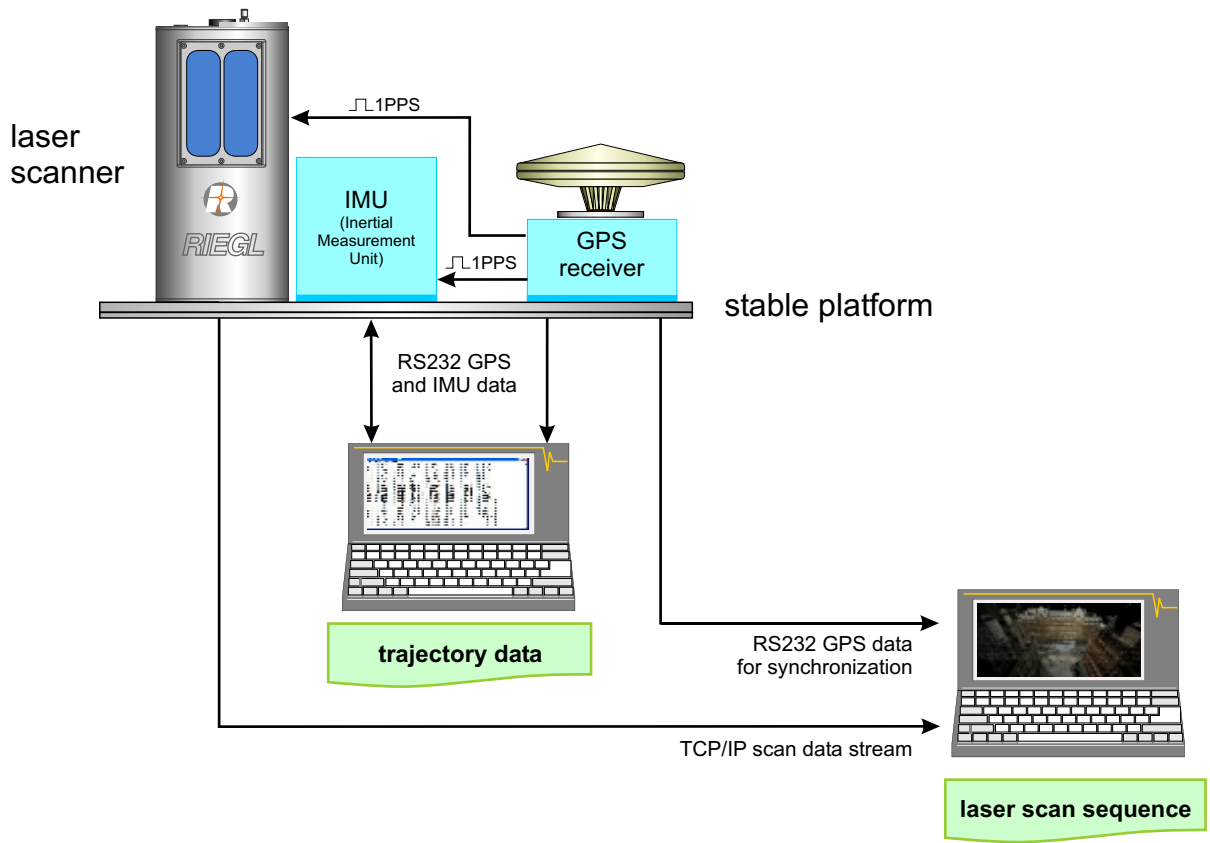 laser
scanner
RIEGL
1PPS
IMU
(Inertial
Measurement
Unit)
GPS
receiver
1PPS
stable platform
RS232 GPS
and IMU data
trajectory data
RS232 GPS data
for synchronization
TCP/IP scan data stream
laser scan sequence